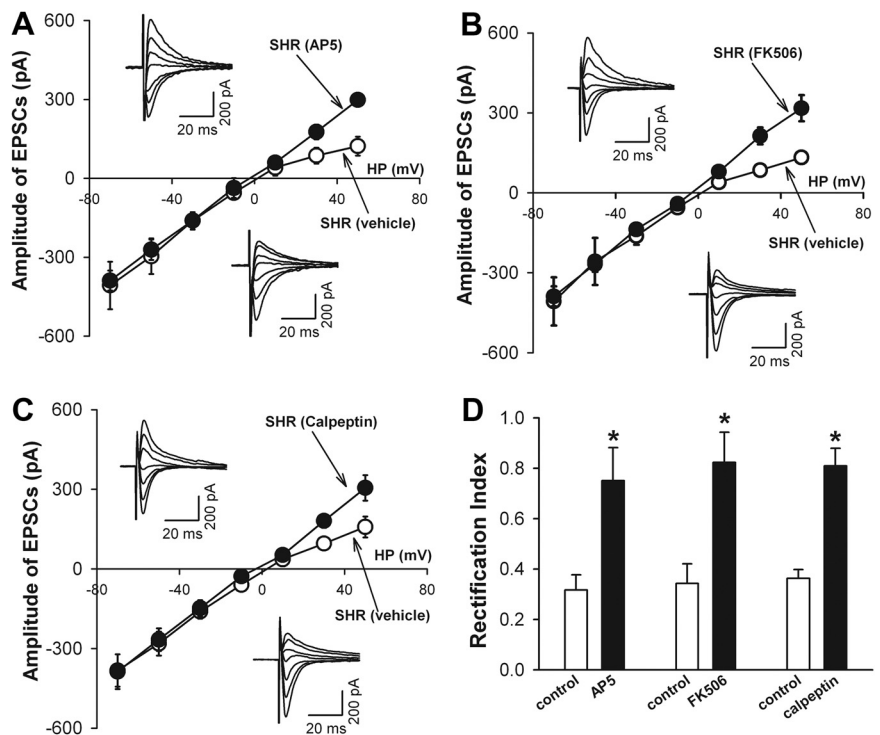 A
Amplitude of EPSCs (pA)
600
300
0
-300
-600
-80
-40
0
40
80
HP (mV)
SHR (AP5)
SHR (vehicle)
20 ms
200 pA
20 ms
200 pA
B
Amplitude of EPSCs (pA)
600
300
0
-300
-600
-80
-40
0
40
80
HP (mV)
SHR (FK506)
SHR (vehicle)
20 ms
200 pA
20 ms
200 pA
C
Amplitude of EPSCs (pA)
600
300
0
-300
-600
-80
-40
0
40
80
HP (mV)
SHR (Calpeptin)
SHR (vehicle)
20 ms
200 pA
20 ms
200 pA
D
Rectification Index
1.0
0.8
0.6
0.4
0.2
0.0
*
*
*
control
AP5
control
FK506
control
calpeptin